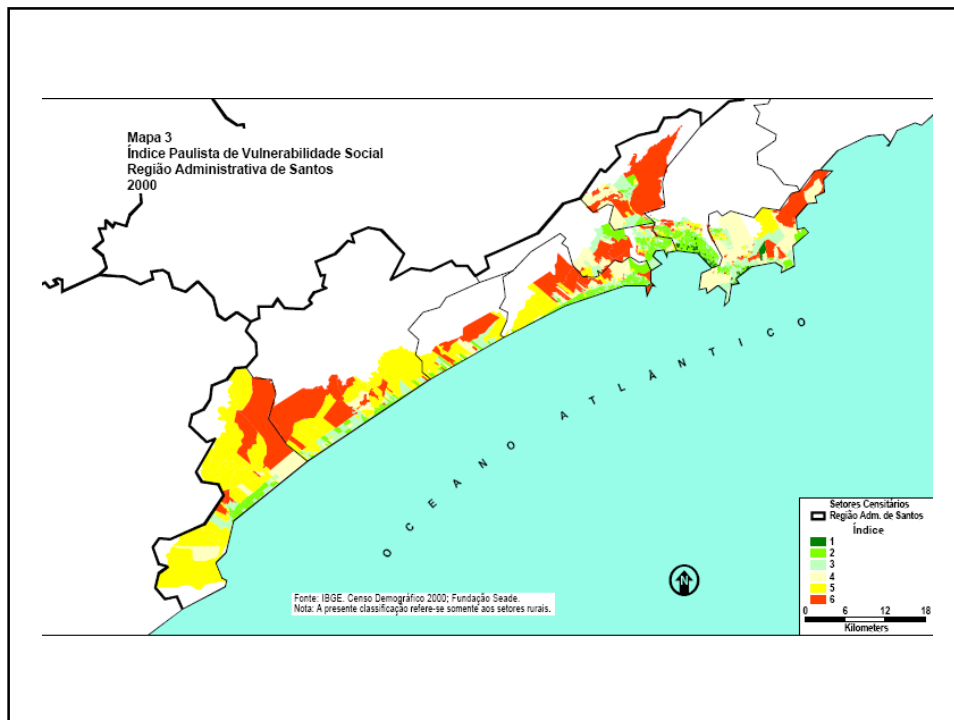 Mapa 3
Índice Paulista de Vulnerabilidade Social
Região Administrativa de Santos
2000
OCEANO ATLÂNTICO
Setores Censitários
Região Adm. de Santos
Índice
1
2
3
4
5
6
0 6 12 18
Kilometers
N
Fonte: IBGE. Censo Demográfico 2000; Fundação Seade.
Nota: A presente classificação refere-se somente aos setores rurais.